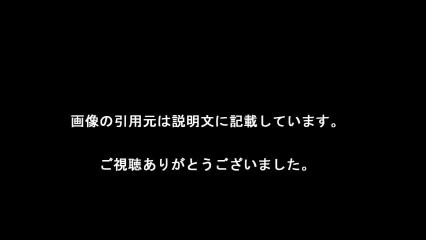 画像の引用元は説明文に記載しています。
ご視聴ありがとうございました。